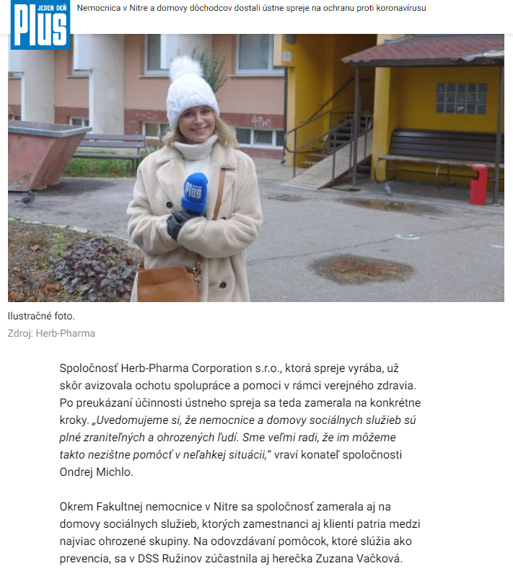 JEDEN DEŇ
Plus
Nemocnica v Nitre a domovy dôchodcov dostali ústne spreje na ochranu proti koronavírusu
Plus
Ilustračné foto.
Zdroj: Herb-Pharma
Spoločnosť Herb-Pharma Corporation s.r.o., ktorá spreje vyrába, už
skôr avizovala ochotu spolupráce a pomoci v rámci verejného zdravia.
Po preukázaní účinnosti ústneho spreja sa teda zamerala na konkrétne
kroky. „Uvedomujeme si, že nemocnice a domovy sociálnych služieb sú
plné zraniteľných a ohrozených ľudí. Sme veľmi radi, že im môžeme
takto nezištne pomôcť v neľahkej situácii,“ vraví konateľ spoločnosti
Ondrej Michlo.
Okrem Fakultnej nemocnice v Nitre sa spoločnosť zamerala aj na
domovy sociálnych služieb, ktorých zamestnanci aj klienti patria medzi
najviac ohrozené skupiny. Na odovzdávaní pomôcok, ktoré slúžia ako
prevencia, sa v DSS Ružinov zúčastnila aj herečka Zuzana Vačková.